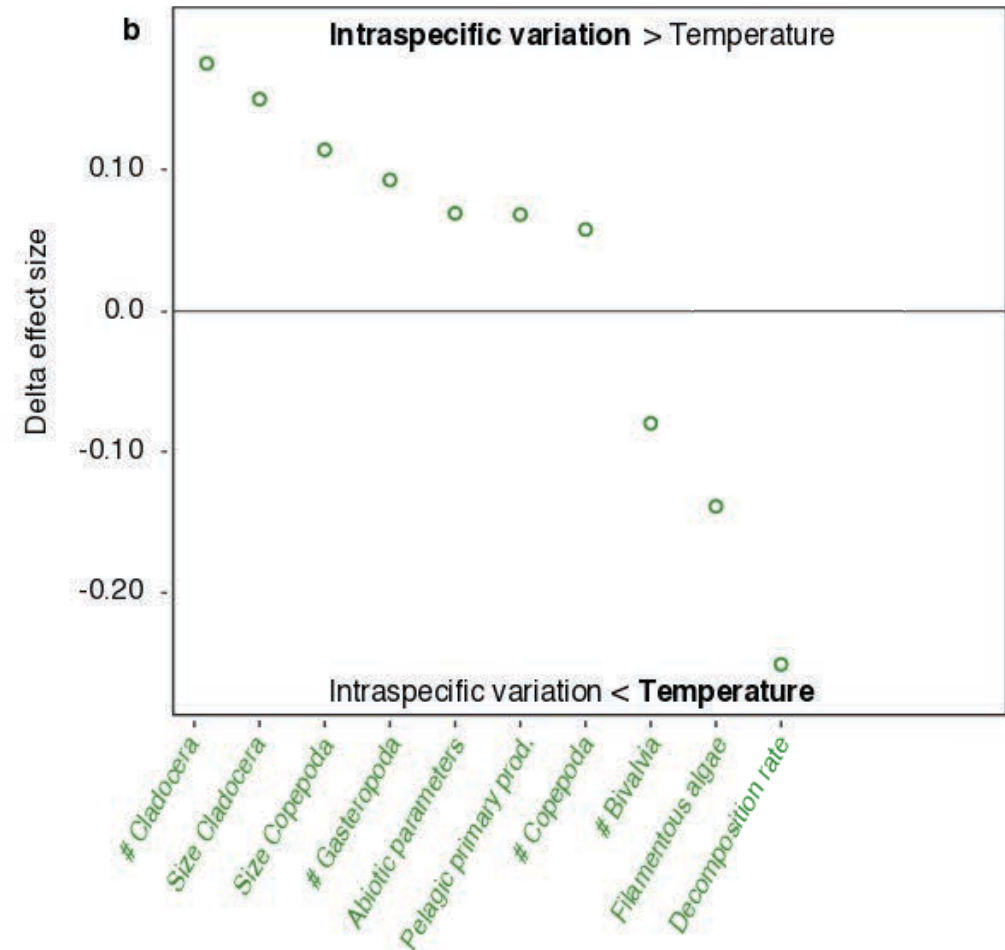 b
Intraspecific variation > Temperature
Delta effect size
0.10
0.0
-0.10
-0.20
Intraspecific variation < Temperature
# Cladocera
Size Cladocera
Size Copepoda
# Gasteropoda
Abiotic parameters
Pelagic primary prod.
# Copepoda
# Bivalvia
Filamentous algae
Decomposition rate